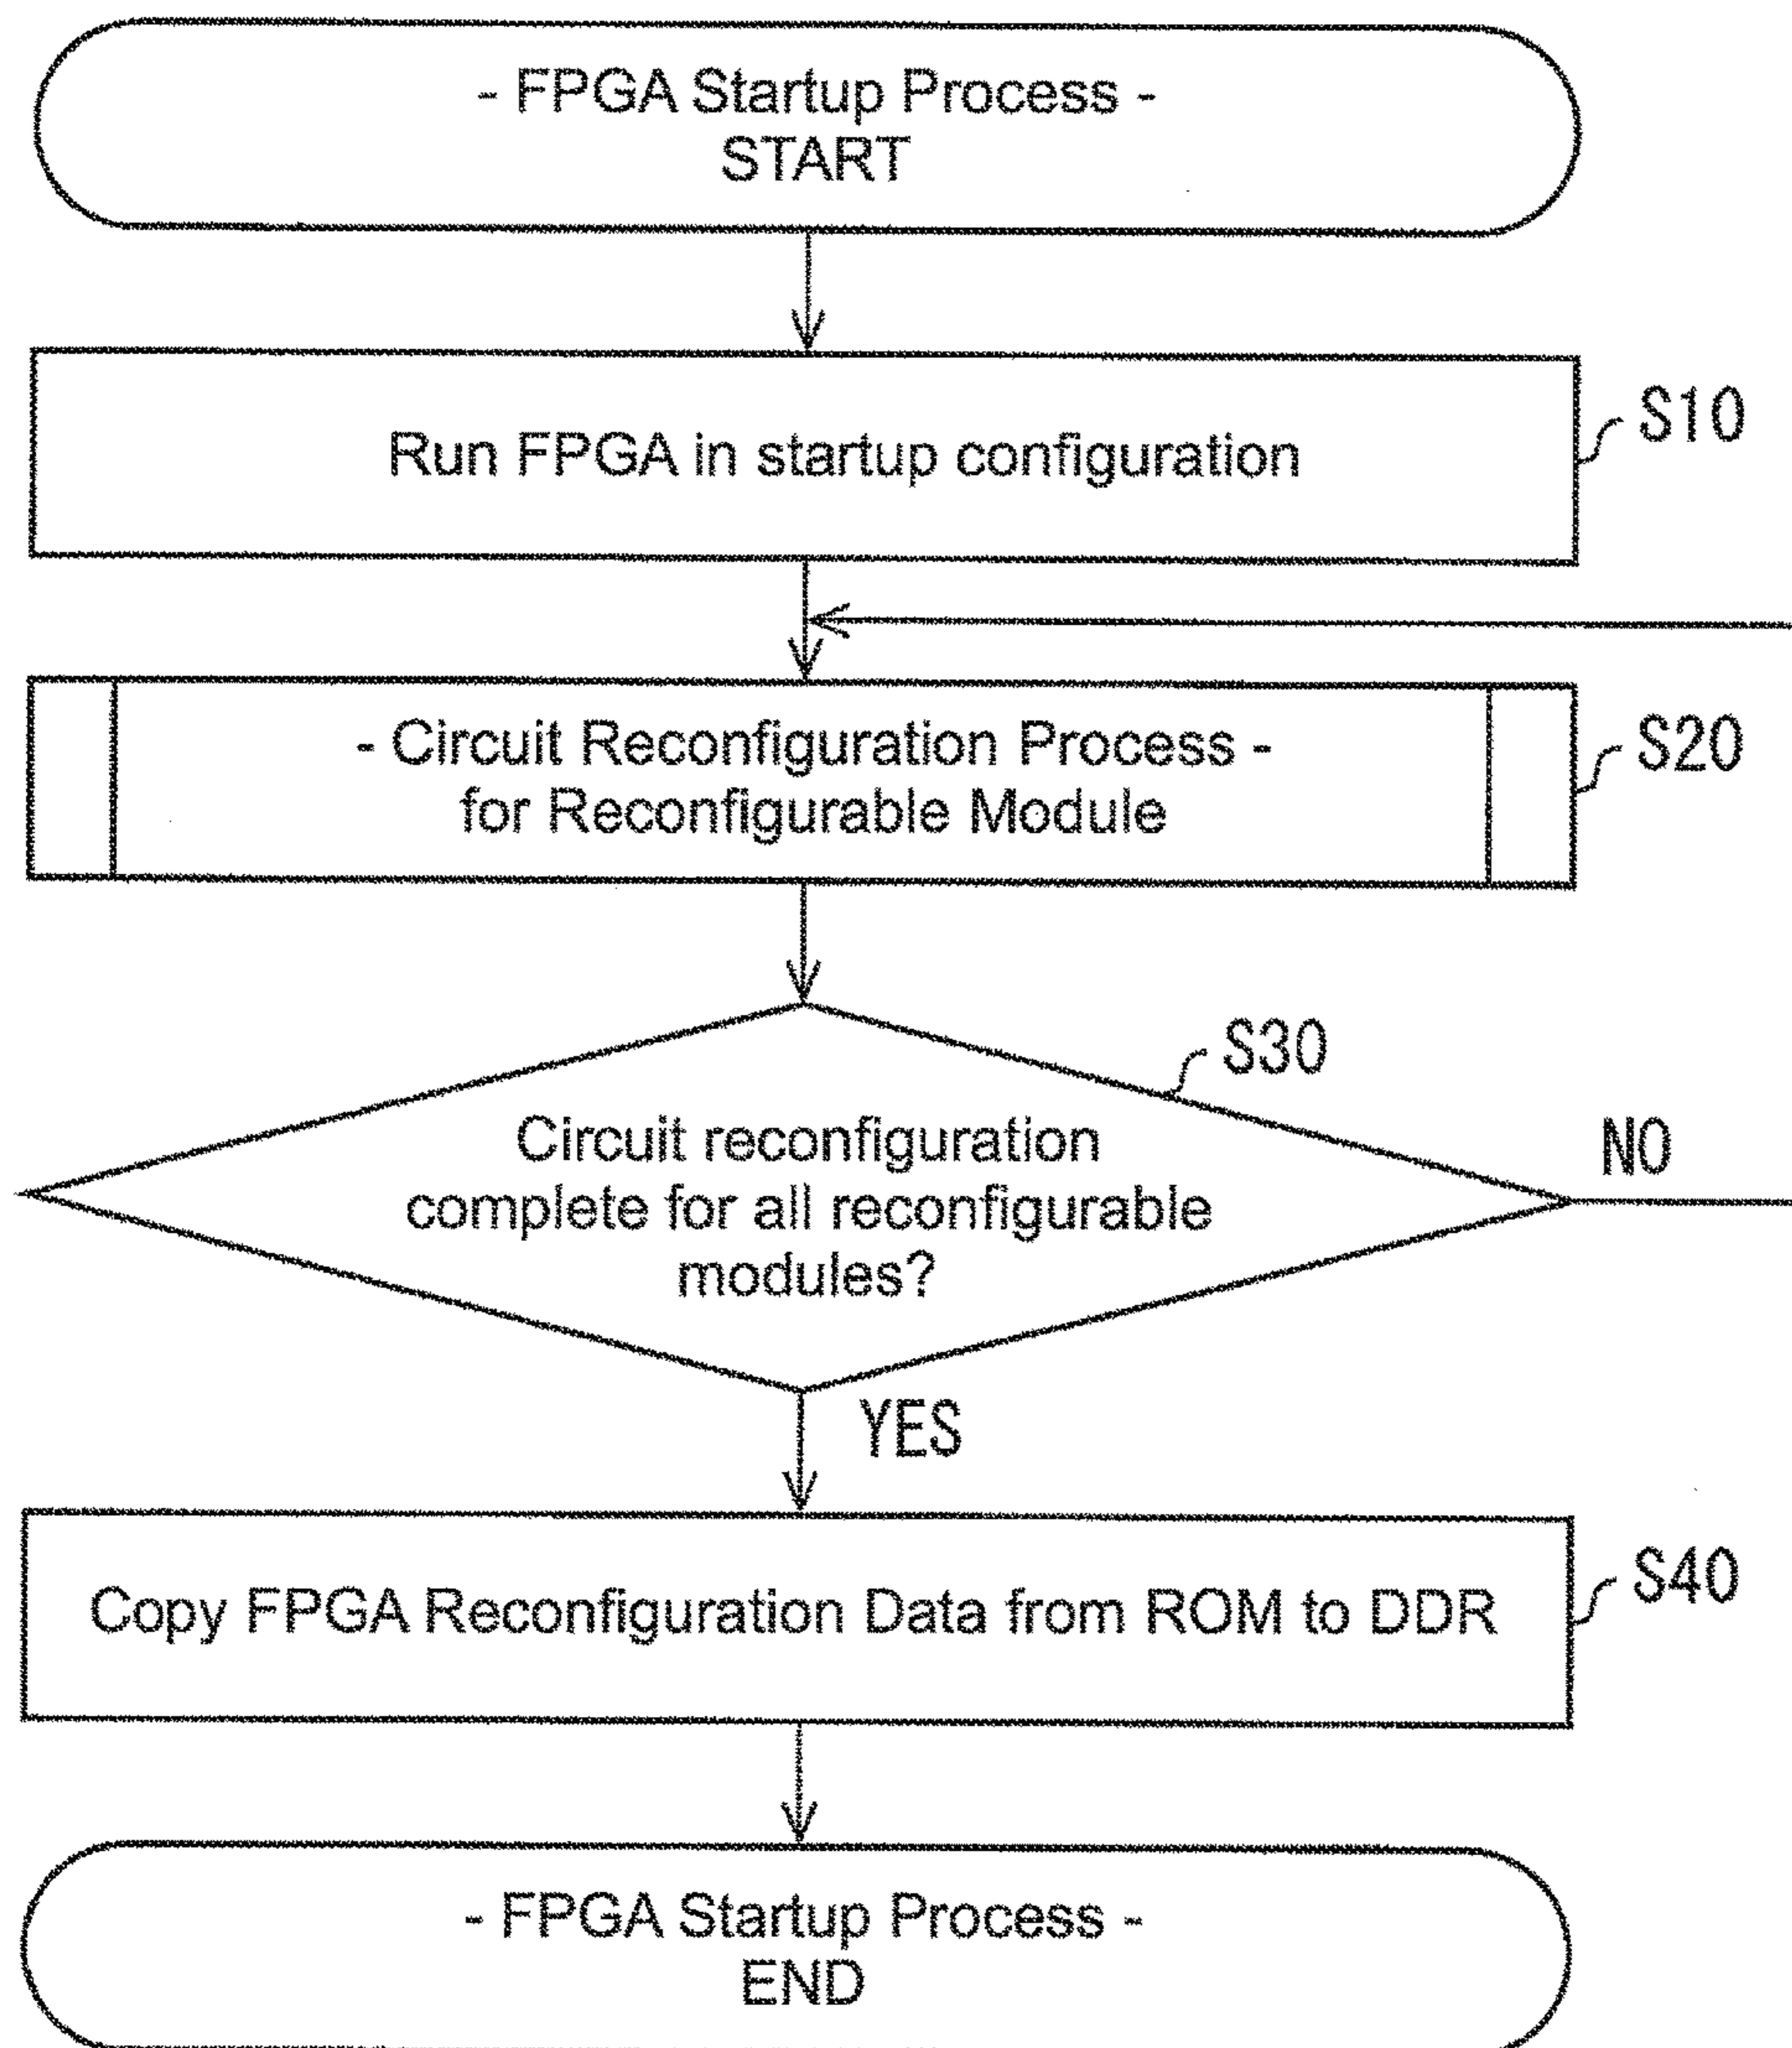 - FPGA Startup Process -
START
Run FPGA in startup configuration
S10
- Circuit Reconfiguration Process -
for Reconfigurable Module
S20
S30
Circuit reconfiguration
complete for all reconfigurable
modules?
NO
YES
Copy FPGA Reconfiguration Data from ROM to DDR
S40
- FPGA Startup Process -
END